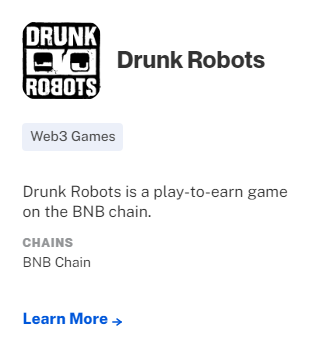 DRUNK
ROBOTS
Drunk Robots
Web3 Games
Drunk Robots is a play-to-earn game
on the BNB chain.
CHAINS
BNB Chain
Learn More →